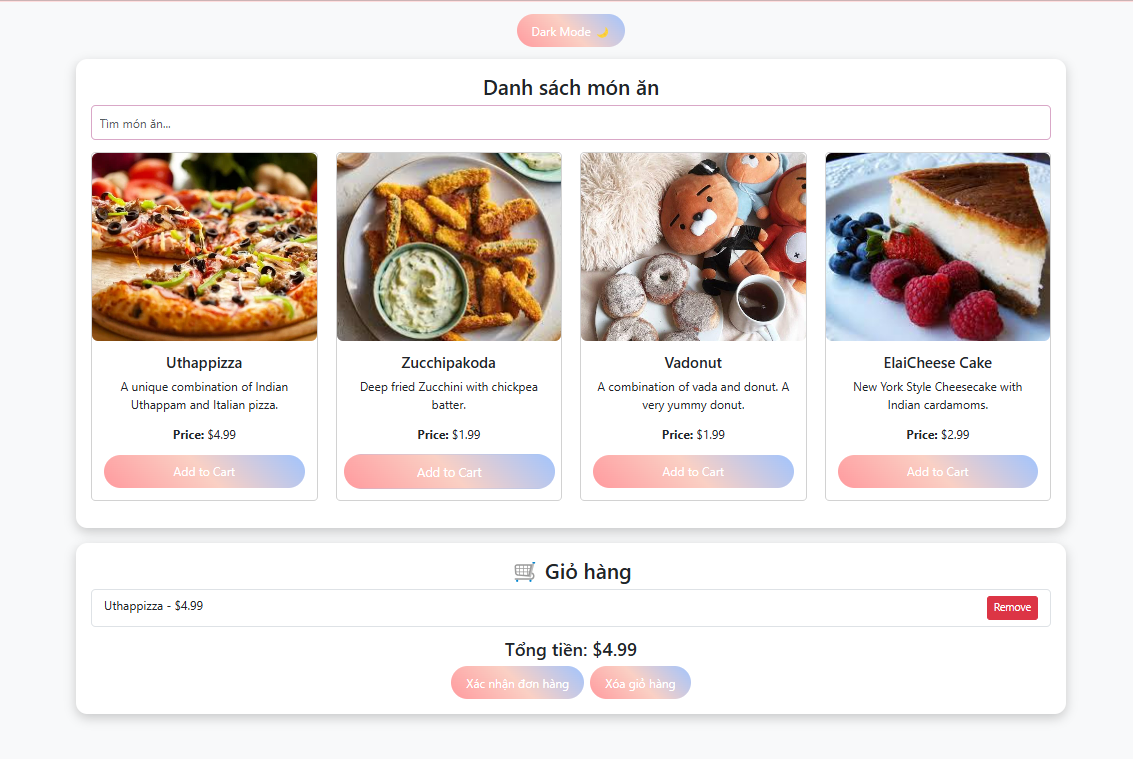 Dark Mode 🌙
Danh sách món ăn
Tìm món ăn...
Uthappizza
A unique combination of Indian
Uthappam and Italian pizza.
Price: $4.99
Add to Cart
Zucchipakoda
Deep fried Zucchini with chickpea
batter.
Price: $1.99
Add to Cart
Vadonut
A combination of vada and donut. A
very yummy donut.
Price: $1.99
Add to Cart
ElaiCheese Cake
New York Style Cheesecake with
Indian cardamoms.
Price: $2.99
Add to Cart
🛒 Giỏ hàng
Uthappizza - $4.99
Remove
Tổng tiền: $4.99
Xác nhận đơn hàng
Xóa giỏ hàng